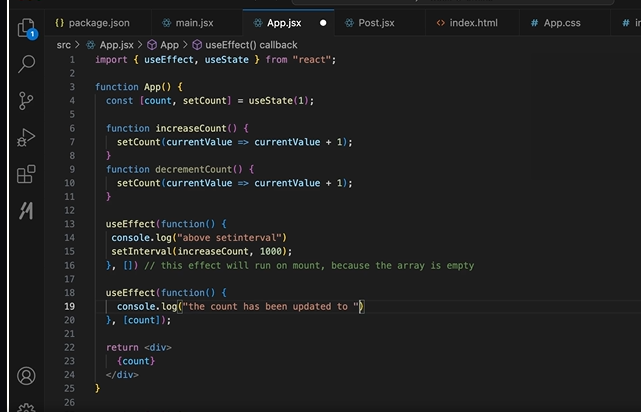 {} package.json
main.jsx
App.jsx
Post.jsx
<> index.html
# App.css
#
1
src > App.jsx > App > useEffect() callback
1 import { useEffect, useState } from "react";
2
3 function App() {
4 const [count, setCount] = useState(1);
5
6 function increaseCount() {
7 setCount(currentValue => currentValue + 1);
8 }
9 function decrementCount() {
10 setCount(currentValue => currentValue + 1);
11 }
12
13 useEffect(function() {
14 console.log("above setinterval")
15 setInterval(increaseCount, 1000);
16 }, []) // this effect will run on mount, because the array is empty
17
18 useEffect(function() {
19 console.log("the count has been updated to ")
20 }, [count]);
21
22 return <div>
23 {count}
24 </div>
25 }
26